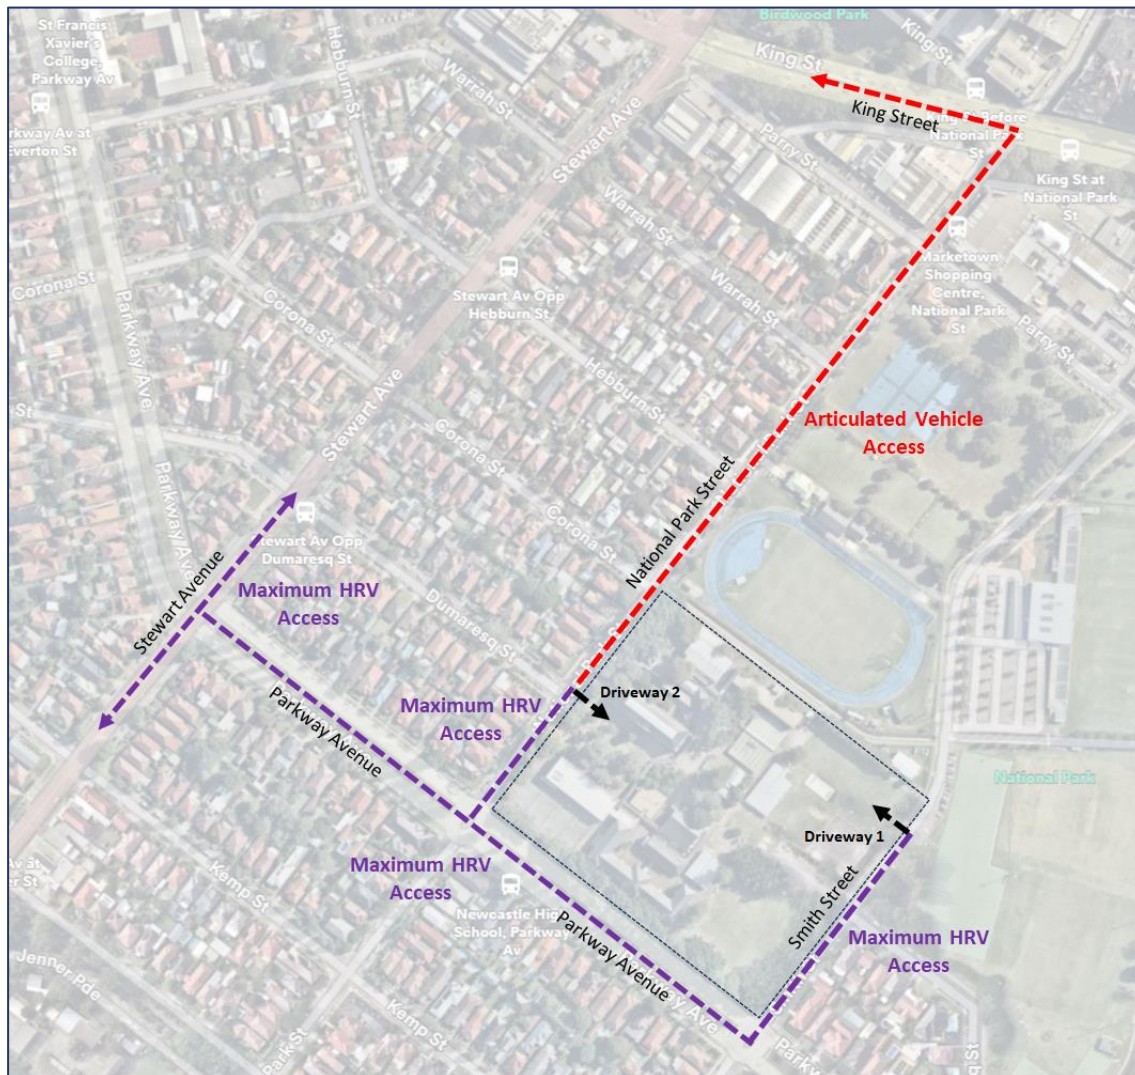 St Francis
Xavier's
College,
Parkway Av
Hebburn St
Birdwood Park
King St
King St
Warrah St
Stewart Ave
King Street
National
Parkway Av at
Everton St
Parry St
King St at
National Park
St
Warrah St
Marketown
Shopping
Centre,
National Park
St
Corona St
Stewart Av Opp
Hebburn St
Parkway Ave
Corona St
Warrah St
Parry St
Hebburn St
Stewart Ave
Articulated Vehicle
Access
Corona St
National Park Street
Parkway Ave
Corona St
Stewart Av Opp
Dumaresq St
Stewart Avenue
Maximum HRV
Access
Dumaresq St
Driveway 2
Maximum HRV
Access
Parkway Avenue
National Park
Driveway 1
Maximum HRV
Access
Kemp St
Newcastle High
School, Parkway
Av
Parkway Avenue
Smith Street
Maximum HRV
Access
Jenner Pde
Kemp St